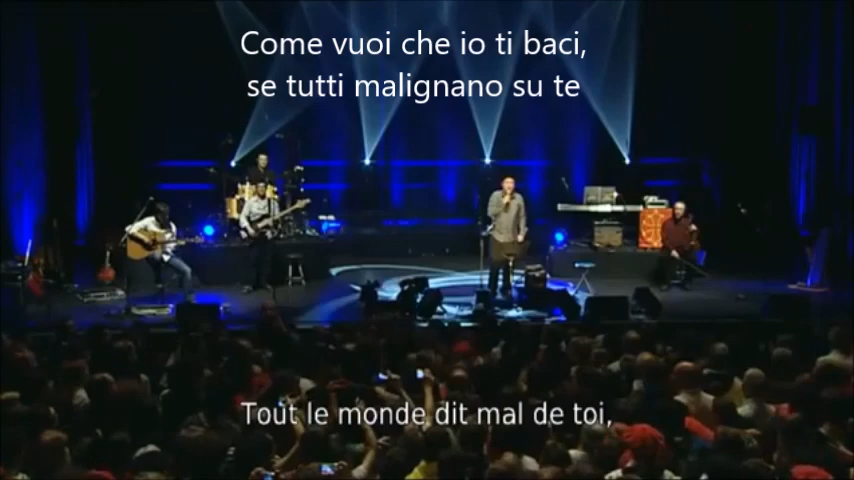 Come vuoi che io ti baci,
se tutti malignano su te
Tout le monde dit mal de toi,